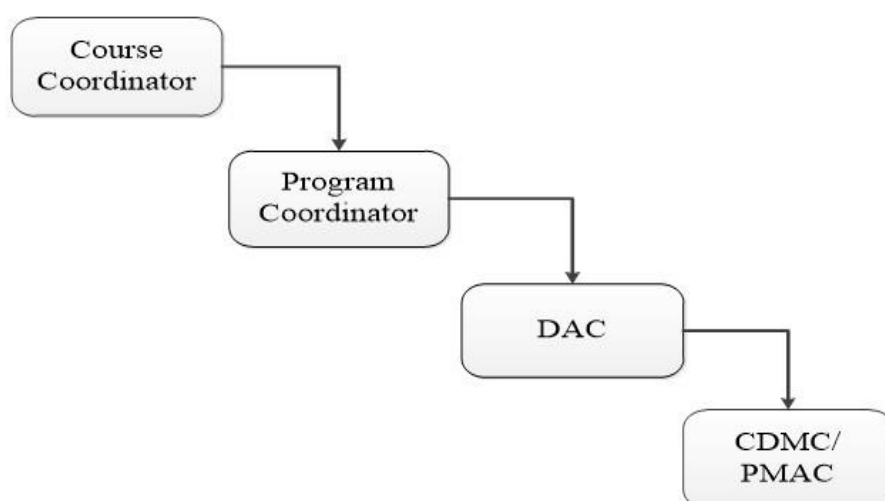 Course
Coordinator
Program
Coordinator
DAC
CDMC/
PMAC